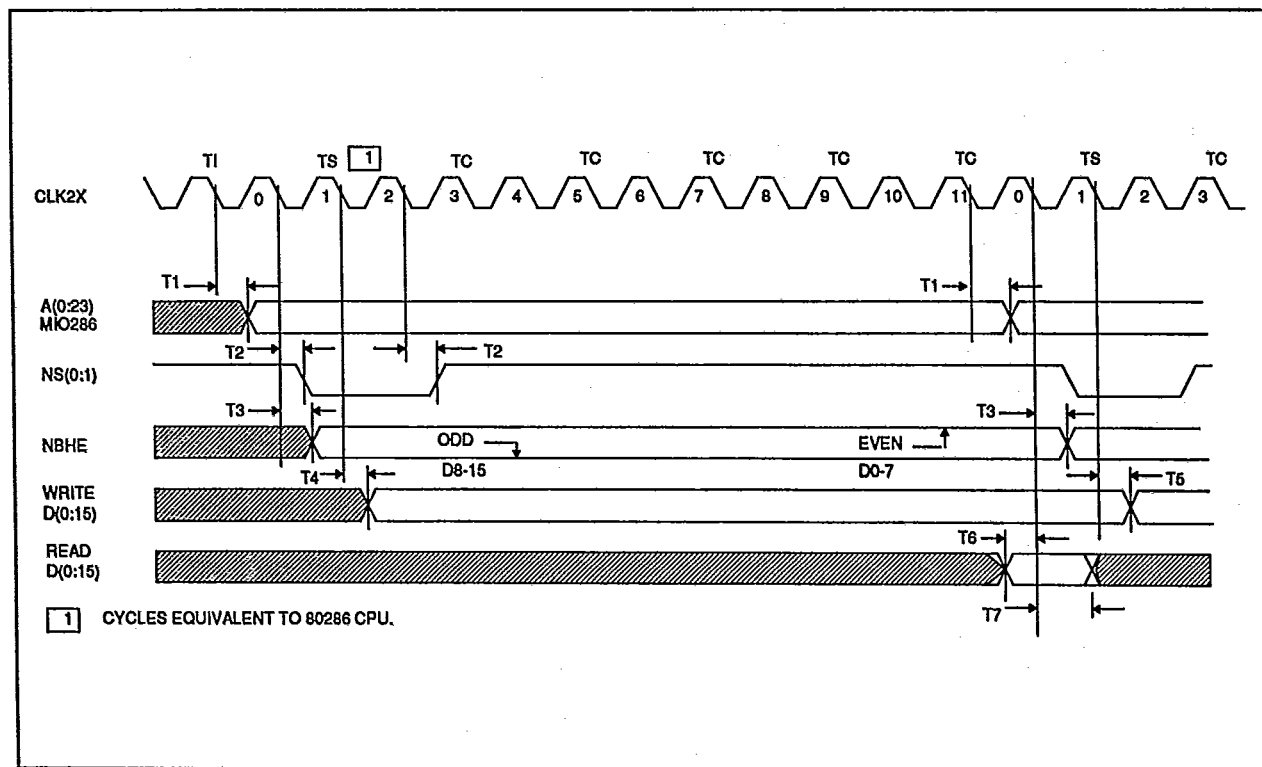 TI TS 1 TC TC TC TC TC TS TC
CLK2X 0 1 2 3 4 5 6 7 8 9 10 11 0 1 2 3
T1 T1
A(0:23)
MIO286
T2 T2
NS(0:1)
T3 T3
NBHE ODD EVEN
T4 D8-15 D0-7
WRITE T5
D(0:15)
READ T6
D(0:15)
T7
1 CYCLES EQUIVALENT TO 80286 CPU.